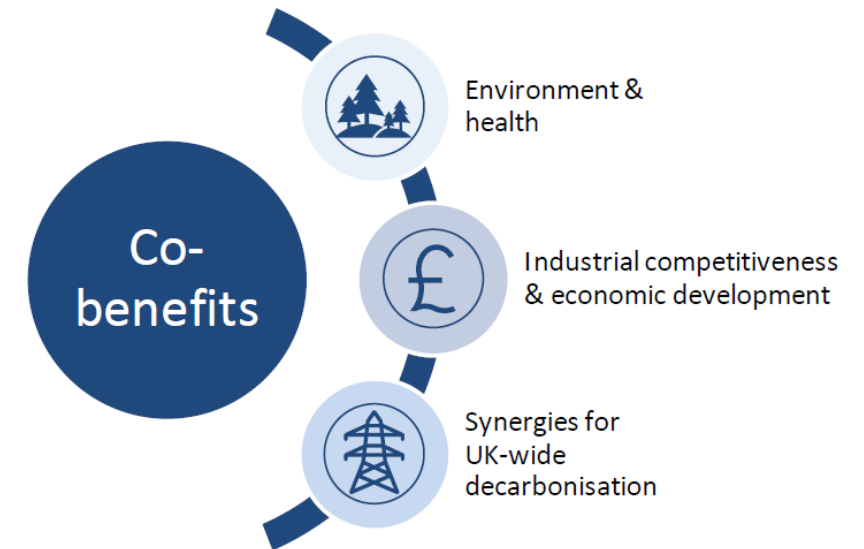 Co-
benefits
Environment &
health
£
Industrial competitiveness
& economic development
Synergies for
UK-wide
decarbonisation